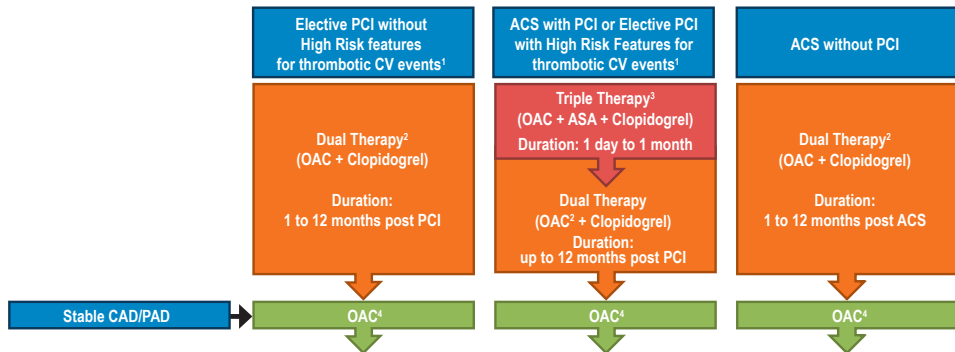 Elective PCI without
High Risk features
for thrombotic CV events¹
ACS with PCI or Elective PCI
with High Risk Features for
thrombotic CV events¹
ACS without PCI
Dual Therapy²
(OAC + Clopidogrel)
Duration:
1 to 12 months post PCI
Triple Therapy³
(OAC + ASA + Clopidogrel)
Duration: 1 day to 1 month
Dual Therapy
(OAC² + Clopidogrel)
Duration:
up to 12 months post PCI
Dual Therapy²
(OAC + Clopidogrel)
Duration:
1 to 12 months post ACS
Stable CAD/PAD
OAC⁴
OAC⁴
OAC⁴